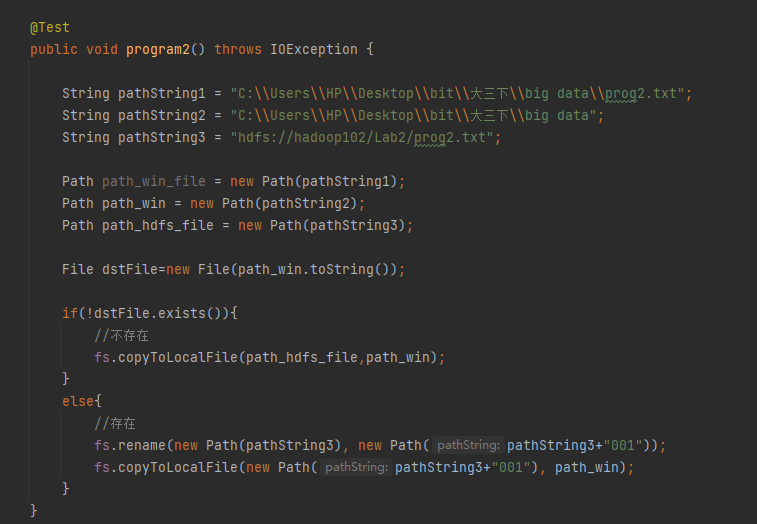 @Test
public void program2() throws IOException {
String pathString1 = "C:\\Users\\HP\\Desktop\\bit\\大三下\\big data\\prog2.txt";
String pathString2 = "C:\\Users\\HP\\Desktop\\bit\\大三下\\big data";
String pathString3 = "hdfs://hadoop102/Lab2/prog2.txt";
Path path_win_file = new Path(pathString1);
Path path_win = new Path(pathString2);
Path path_hdfs_file = new Path(pathString3);
File dstFile=new File(path_win.toString());
if(!dstFile.exists()){
//不存在
fs.copyToLocalFile(path_hdfs_file,path_win);
}
else{
//存在
fs.rename(new Path(pathString3), new Path( pathString: pathString3+"001"));
fs.copyToLocalFile(new Path( pathString: pathString3+"001"), path_win);
}
}